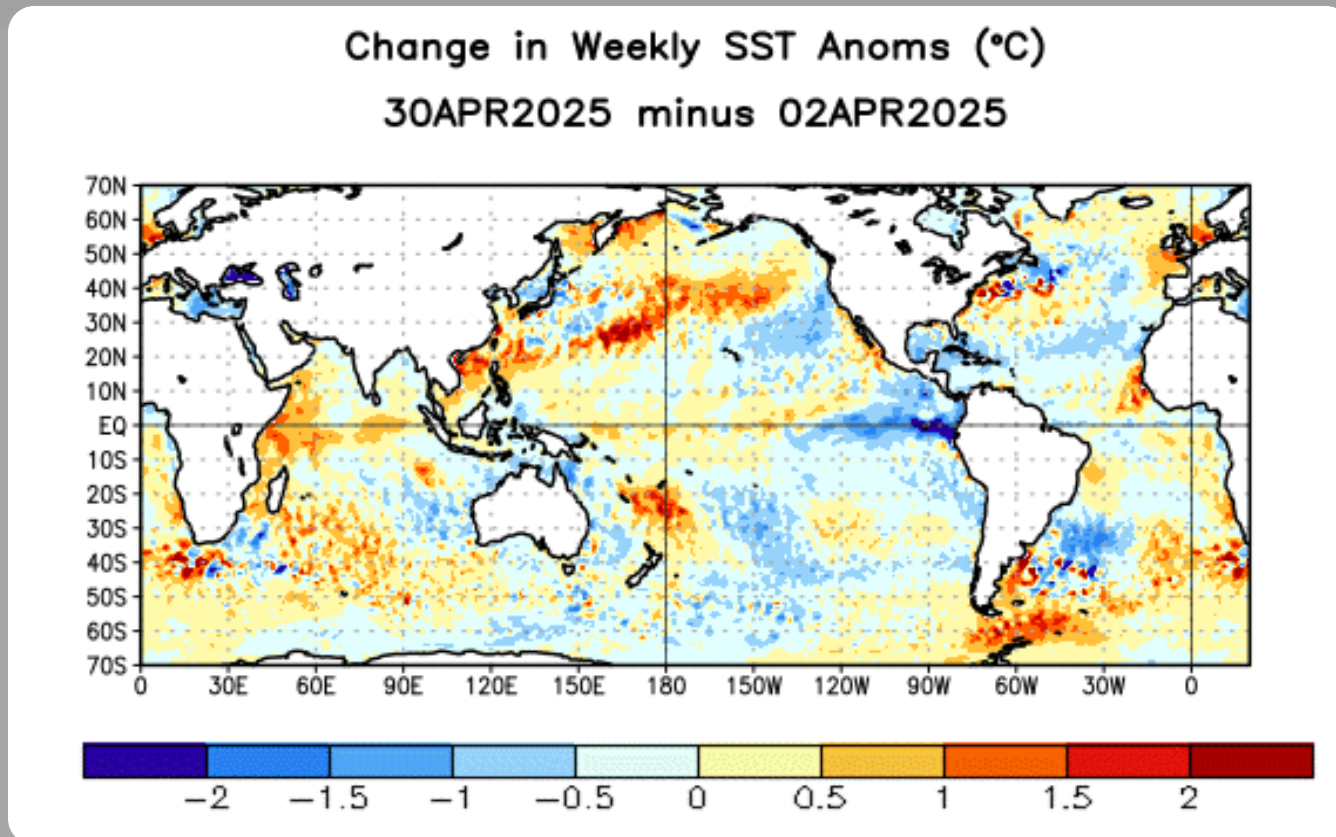 Change in Weekly SST Anoms (°C)
30APR2025 minus 02APR2025
70N
60N
50N
40N
30N
20N
10N
EQ
10S
20S
30S
40S
50S
60S
70S
0 30E 60E 90E 120E 150E 180 150W 120W 90W 60W 30W 0
−2 −1.5 −1 −0.5 0 0.5 1 1.5 2